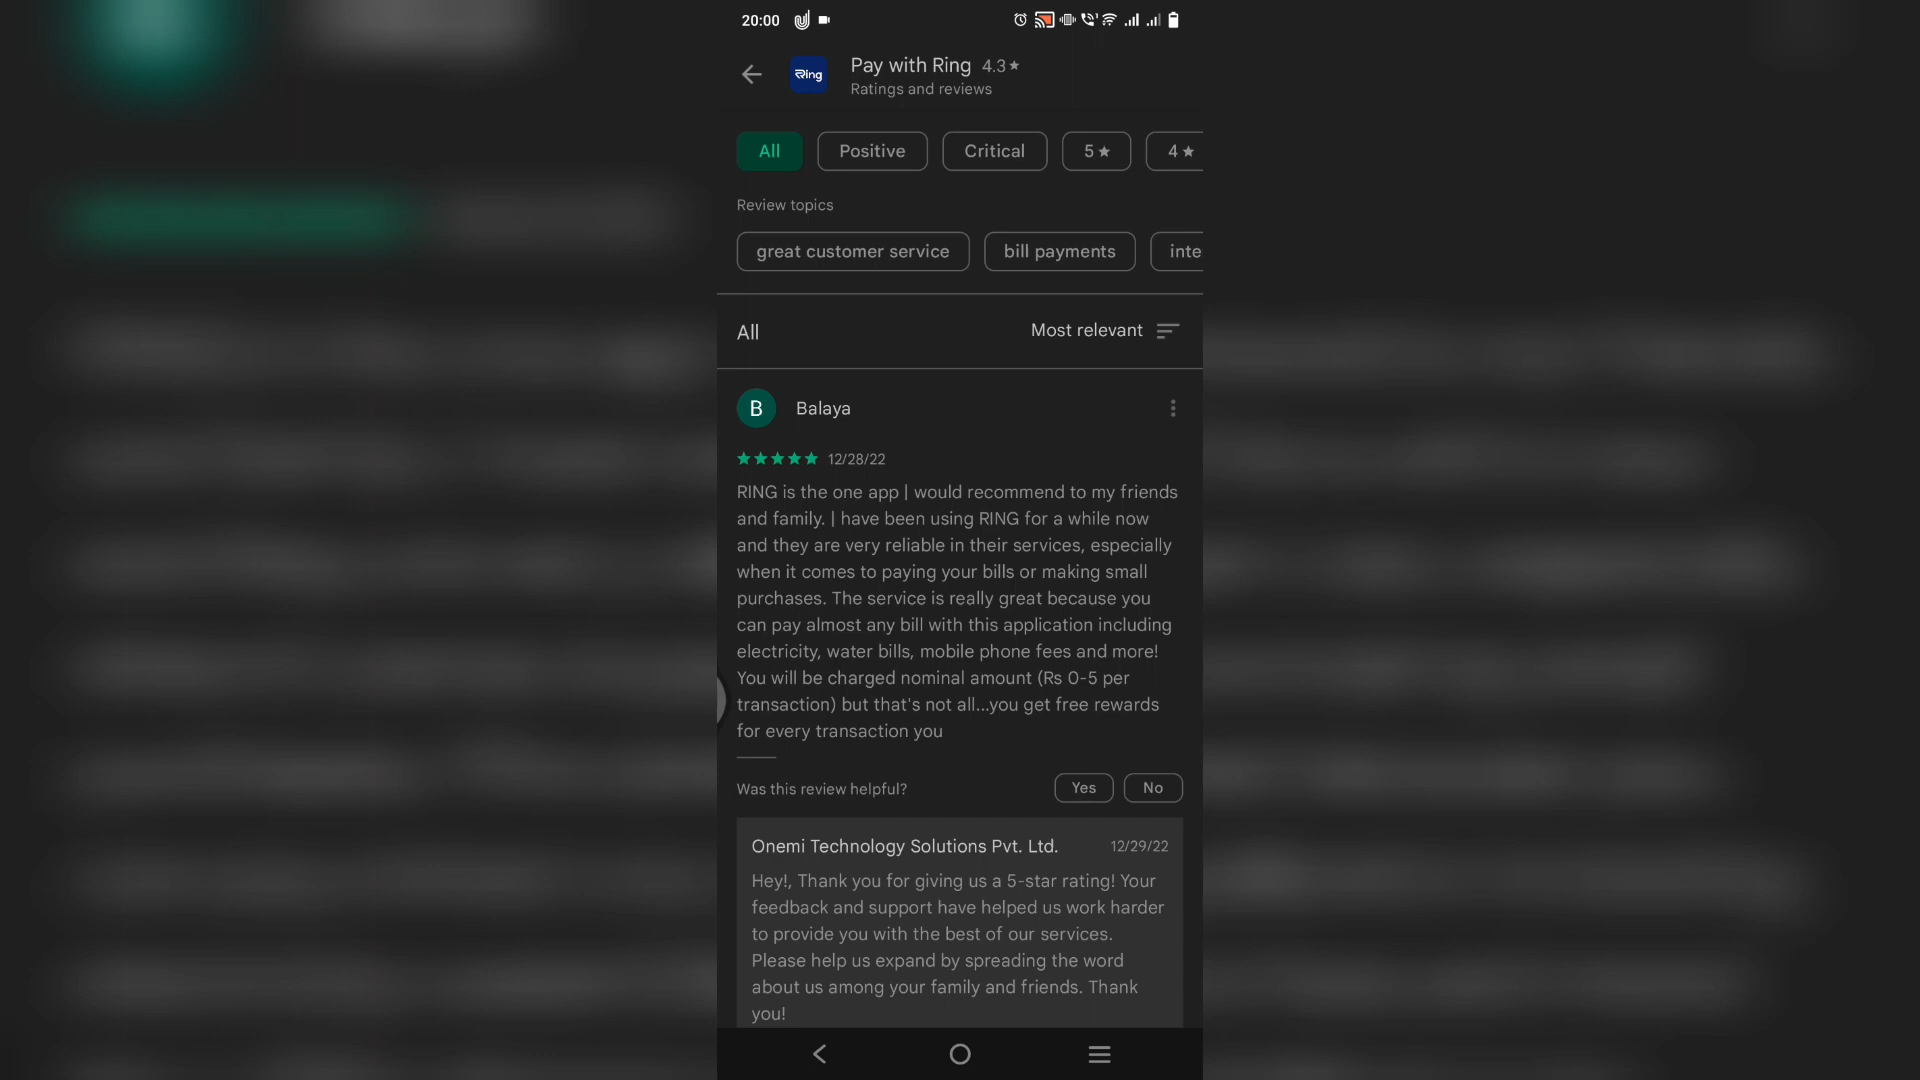 20:00
Ring
Pay with Ring 4.3★
Ratings and reviews
All Positive Critical 5★ 4★
Review topics
great customer service bill payments inte
All Most relevant
B Balaya
★★★★★ 12/28/22
RING is the one app | would recommend to my friends
and family. | have been using RING for a while now
and they are very reliable in their services, especially
when it comes to paying your bills or making small
purchases. The service is really great because you
can pay almost any bill with this application including
electricity, water bills, mobile phone fees and more!
You will be charged nominal amount (Rs 0-5 per
transaction) but that's not all...you get free rewards
for every transaction you
Was this review helpful? Yes No
Onemi Technology Solutions Pvt. Ltd. 12/29/22
Hey!, Thank you for giving us a 5-star rating! Your
feedback and support have helped us work harder
to provide you with the best of our services.
Please help us expand by spreading the word
about us among your family and friends. Thank
you!